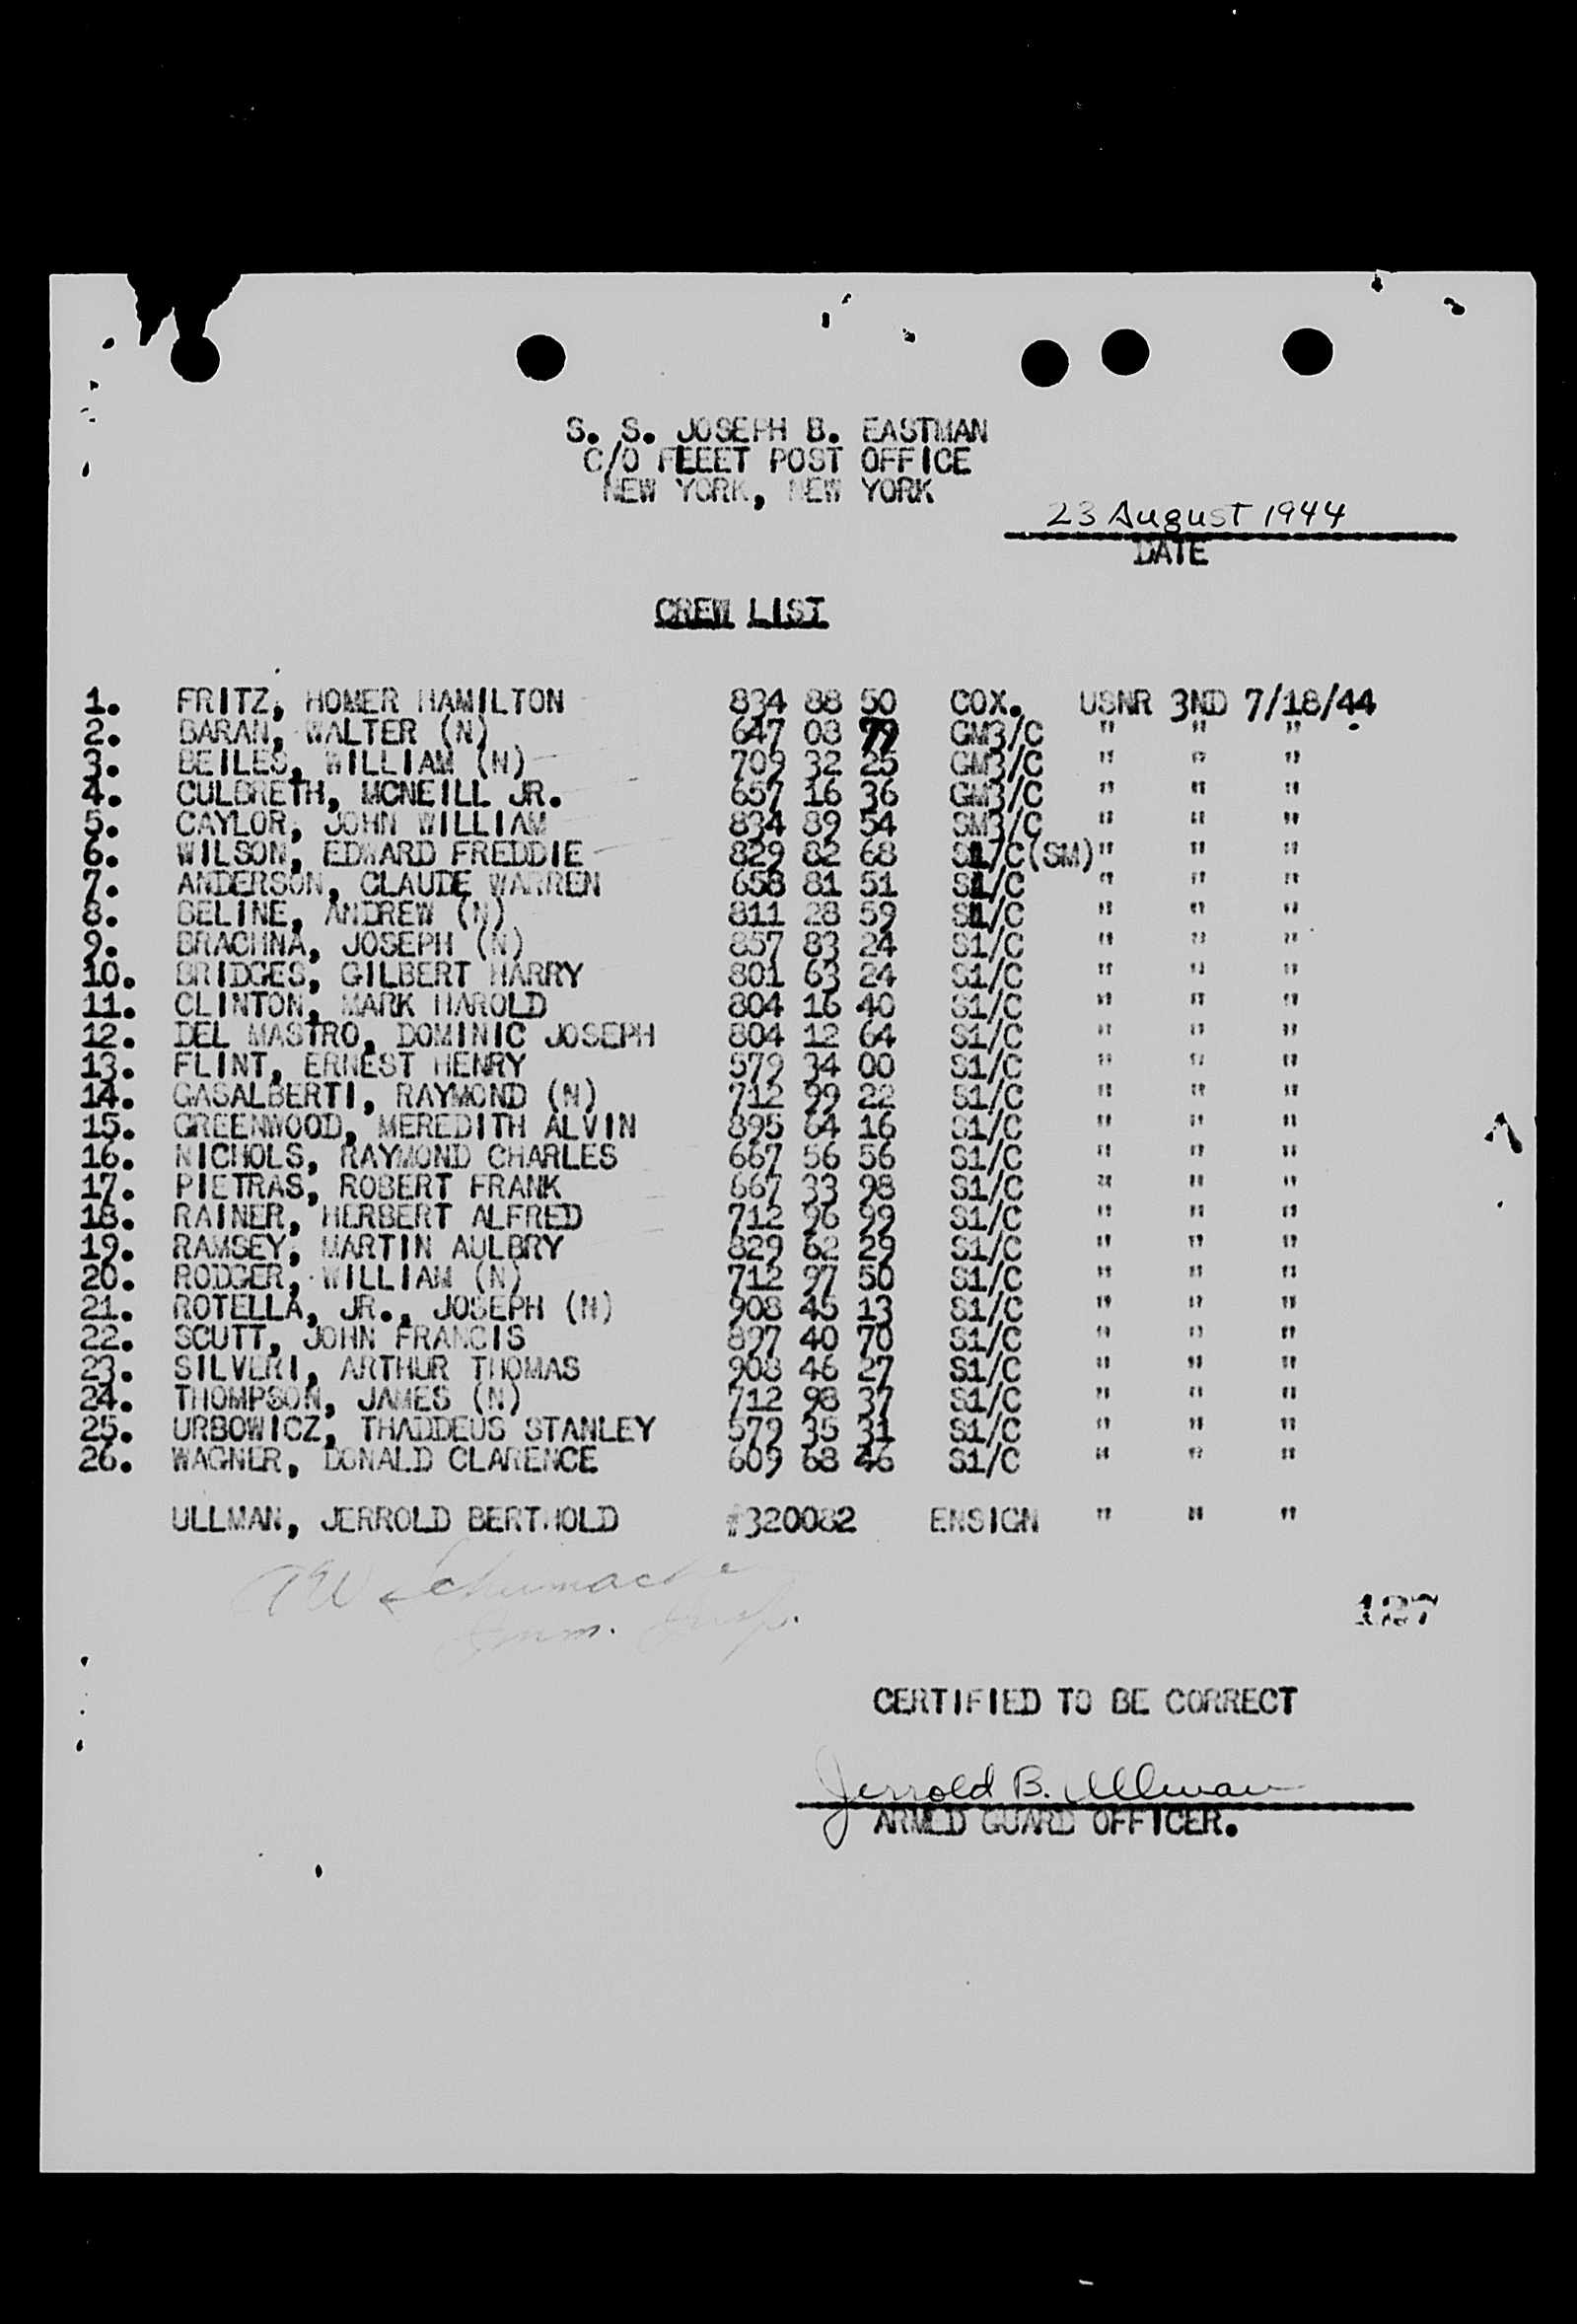 S. S. JOSEPH B. EASTMAN
C/O FLEET POST OFFICE
NEW YORK, NEW YORK
23 August 1944
DATE
CREW LIST
1. FRITZ, HOMER HAMILTON 834 88 50 COX. USNR 3ND 7/18/44
2. BARAN, WALTER (N) 647 08 79 GM3/C " " "
3. BEILES, WILLIAM (N) 709 32 25 GM3/C " " "
4. CULBRETH, MCNEILL JR. 657 16 36 GM3/C " " "
5. CAYLOR, JOHN WILLIAM 834 89 54 SM3/C " " "
6. WILSON, EDWARD FREDDIE 829 82 68 S1/C(SM)" " "
7. ANDERSON, CLAUDE WARREN 658 81 51 S1/C " " "
8. BELINE, ANDREW (N) 811 28 59 S1/C " " "
9. BRACHNA, JOSEPH (N) 857 83 24 S1/C " " "
10. BRIDGES, GILBERT HARRY 801 63 24 S1/C " " "
11. CLINTON, MARK HAROLD 804 16 40 S1/C " " "
12. DEL MASTRO, DOMINIC JOSEPH 804 12 64 S1/C " " "
13. FLINT, ERNEST HENRY 579 34 00 S1/C " " "
14. GASALBERTI, RAYMOND (N) 712 99 22 S1/C " " "
15. GREENWOOD, MEREDITH ALVIN 895 64 16 S1/C " " "
16. NICHOLS, RAYMOND CHARLES 667 56 56 S1/C " " "
17. PIETRAS, ROBERT FRANK 667 33 98 S1/C " " "
18. RAINER, HERBERT ALFRED 712 96 99 S1/C " " "
19. RAMSEY, MARTIN AULBRY 829 62 29 S1/C " " "
20. RODGER, WILLIAM (N) 712 97 50 S1/C " " "
21. ROTELLA, JR., JOSEPH (N) 908 45 13 S1/C " " "
22. SCUTT, JOHN FRANCIS 897 40 70 S1/C " " "
23. SILVERI, ARTHUR THOMAS 908 46 27 S1/C " " "
24. THOMPSON, JAMES (N) 712 98 37 S1/C " " "
25. URBOWICZ, THADDEUS STANLEY 579 35 31 S1/C " " "
26. WAGNER, DONALD CLARENCE 609 68 46 S1/C " " "
ULLMAN, JERROLD BERTHOLD #320082 ENSIGN " " "
Imm. Insp.
127
CERTIFIED TO BE CORRECT
Jerrold B. Ullman
ARMED GUARD OFFICER.